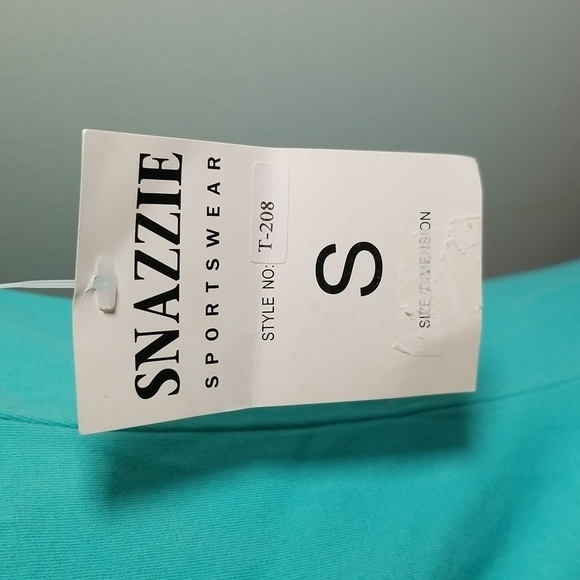 SNAZZIE
SPORTSWEAR
STYLE NO: T-208
S
SIZE/DIMENSION